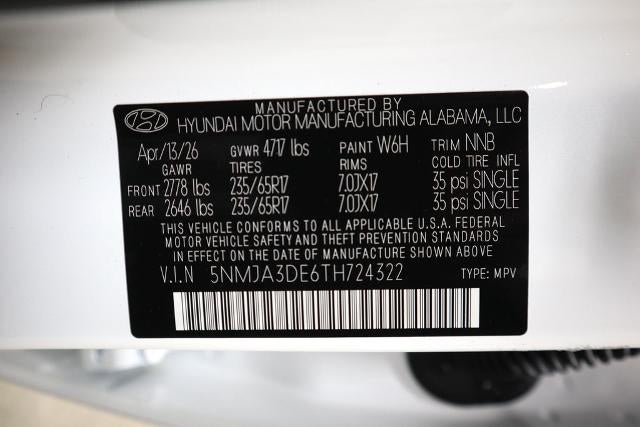 MANUFACTURED BY
HYUNDAI MOTOR MANUFACTURING ALABAMA, LLC
Apr/13/26 GVWR 4717 lbs PAINT W6H TRIM NNB
GAWR TIRES RIMS COLD TIRE INFL
FRONT 2778 lbs 235/65R17 7.0JX17 35 psi SINGLE
REAR 2646 lbs 235/65R17 7.0JX17 35 psi SINGLE
THIS VEHICLE CONFORMS TO ALL APPLICABLE U.S.A. FEDERAL
MOTOR VEHICLE SAFETY AND THEFT PREVENTION STANDARDS
IN EFFECT ON THE DATE OF MANUFACTURE SHOWN ABOVE
V.I.N 5NMJA3DE6TH724322 TYPE: MPV